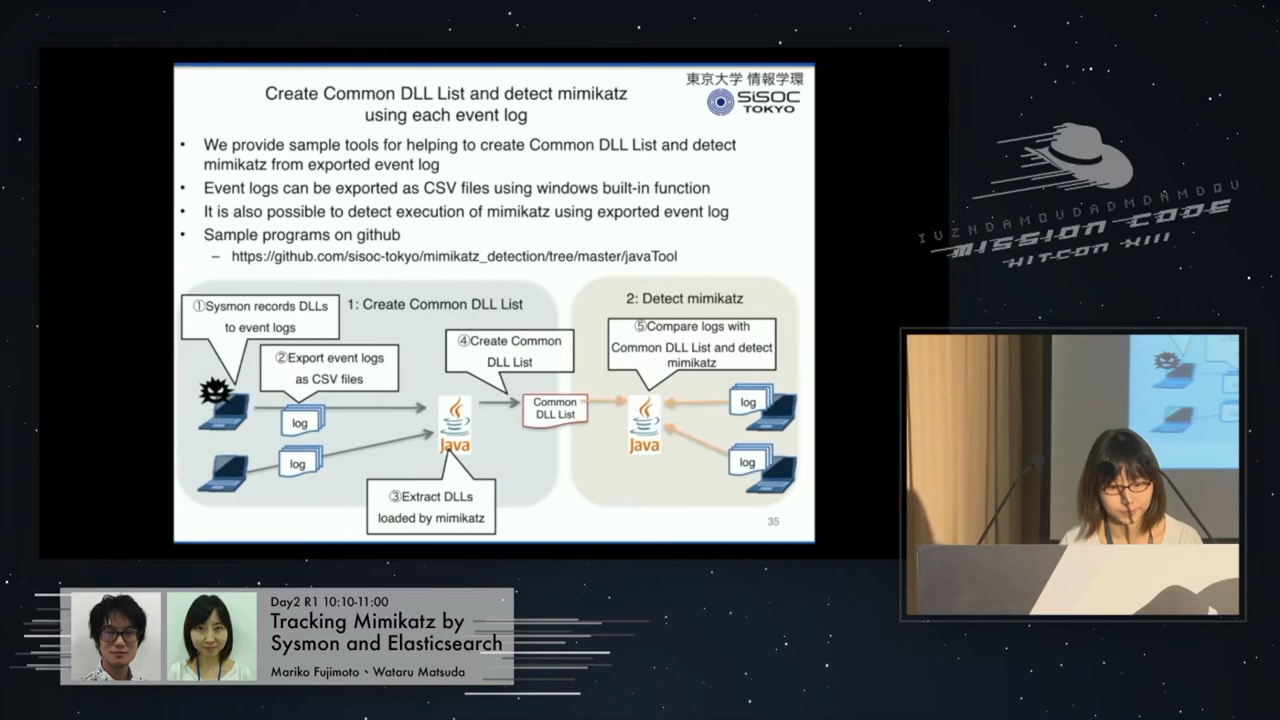 東京大学 情報学環
SiSOC
TOKYO
Create Common DLL List and detect mimikatz
using each event log
• We provide sample tools for helping to create Common DLL List and detect
mimikatz from exported event log
• Event logs can be exported as CSV files using windows built-in function
• It is also possible to detect execution of mimikatz using exported event log
• Sample programs on github
– https://github.com/sisoc-tokyo/mimikatz_detection/tree/master/javaTool
①Sysmon records DLLs
to event logs
1: Create Common DLL List
②Export event logs
as CSV files
④Create Common
DLL List
log
log
Java
Common
DLL List
③Extract DLLs
loaded by mimikatz
2: Detect mimikatz
⑤Compare logs with
Common DLL List and detect
mimikatz
Java
log
log
35
MISSION CODE
HITCON XIII
Day2 R1 10:10-11:00
Tracking Mimikatz by
Sysmon and Elasticsearch
Mariko Fujimoto、Wataru Matsuda